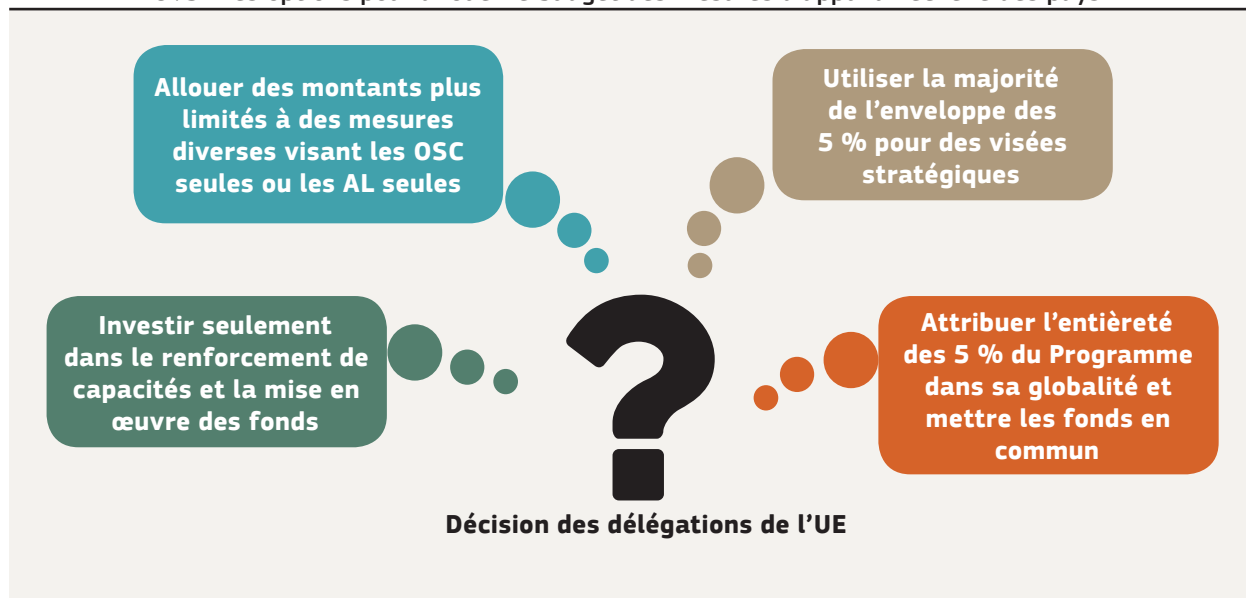 Allouer des montants plus
limités à des mesures
diverses visant les OSC
seules ou les AL seules
Utiliser la majorité
de l’enveloppe des
5 % pour des visées
stratégiques
Investir seulement
dans le renforcement de
capacités et la mise en
œuvre des fonds
Attribuer l’entièreté
des 5 % du Programme
dans sa globalité et
mettre les fonds en
commun
?
Décision des délégations de l’UE